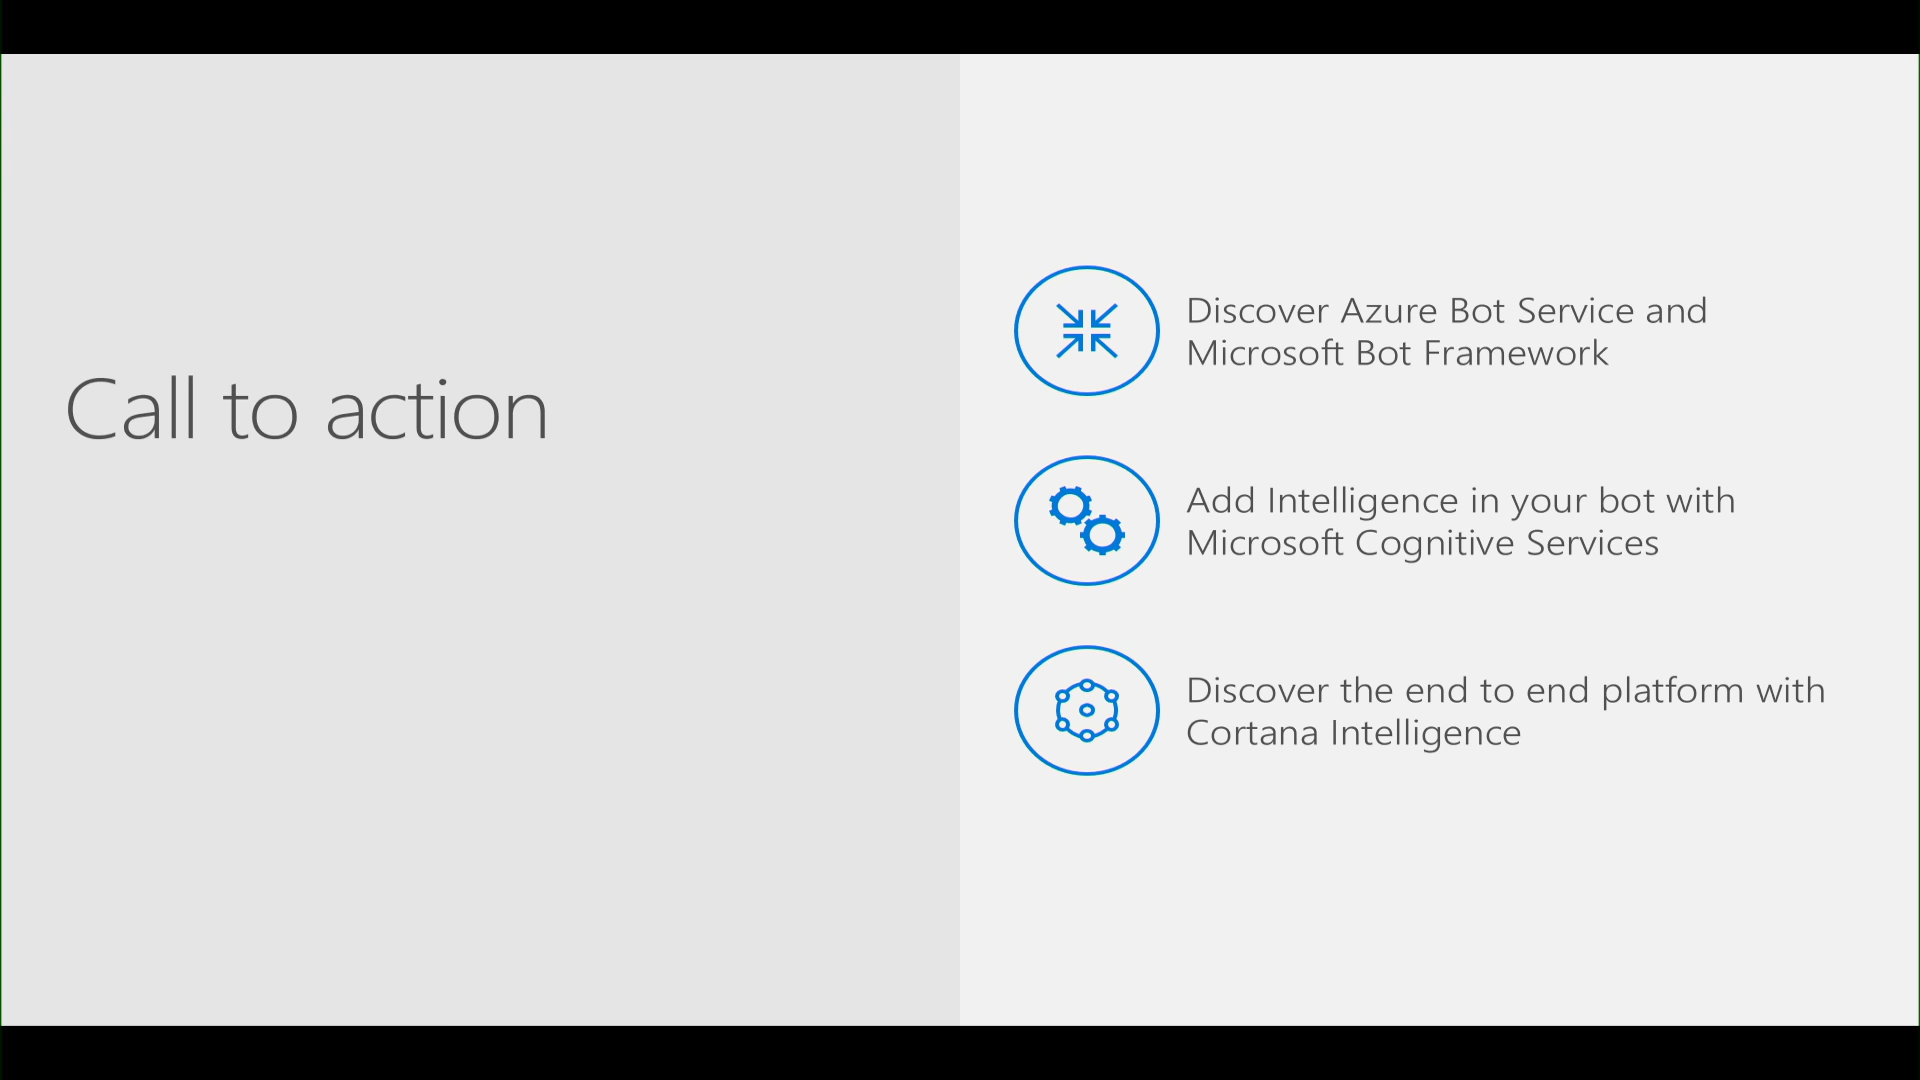 Call to action
Discover Azure Bot Service and
Microsoft Bot Framework
Add Intelligence in your bot with
Microsoft Cognitive Services
Discover the end to end platform with
Cortana Intelligence